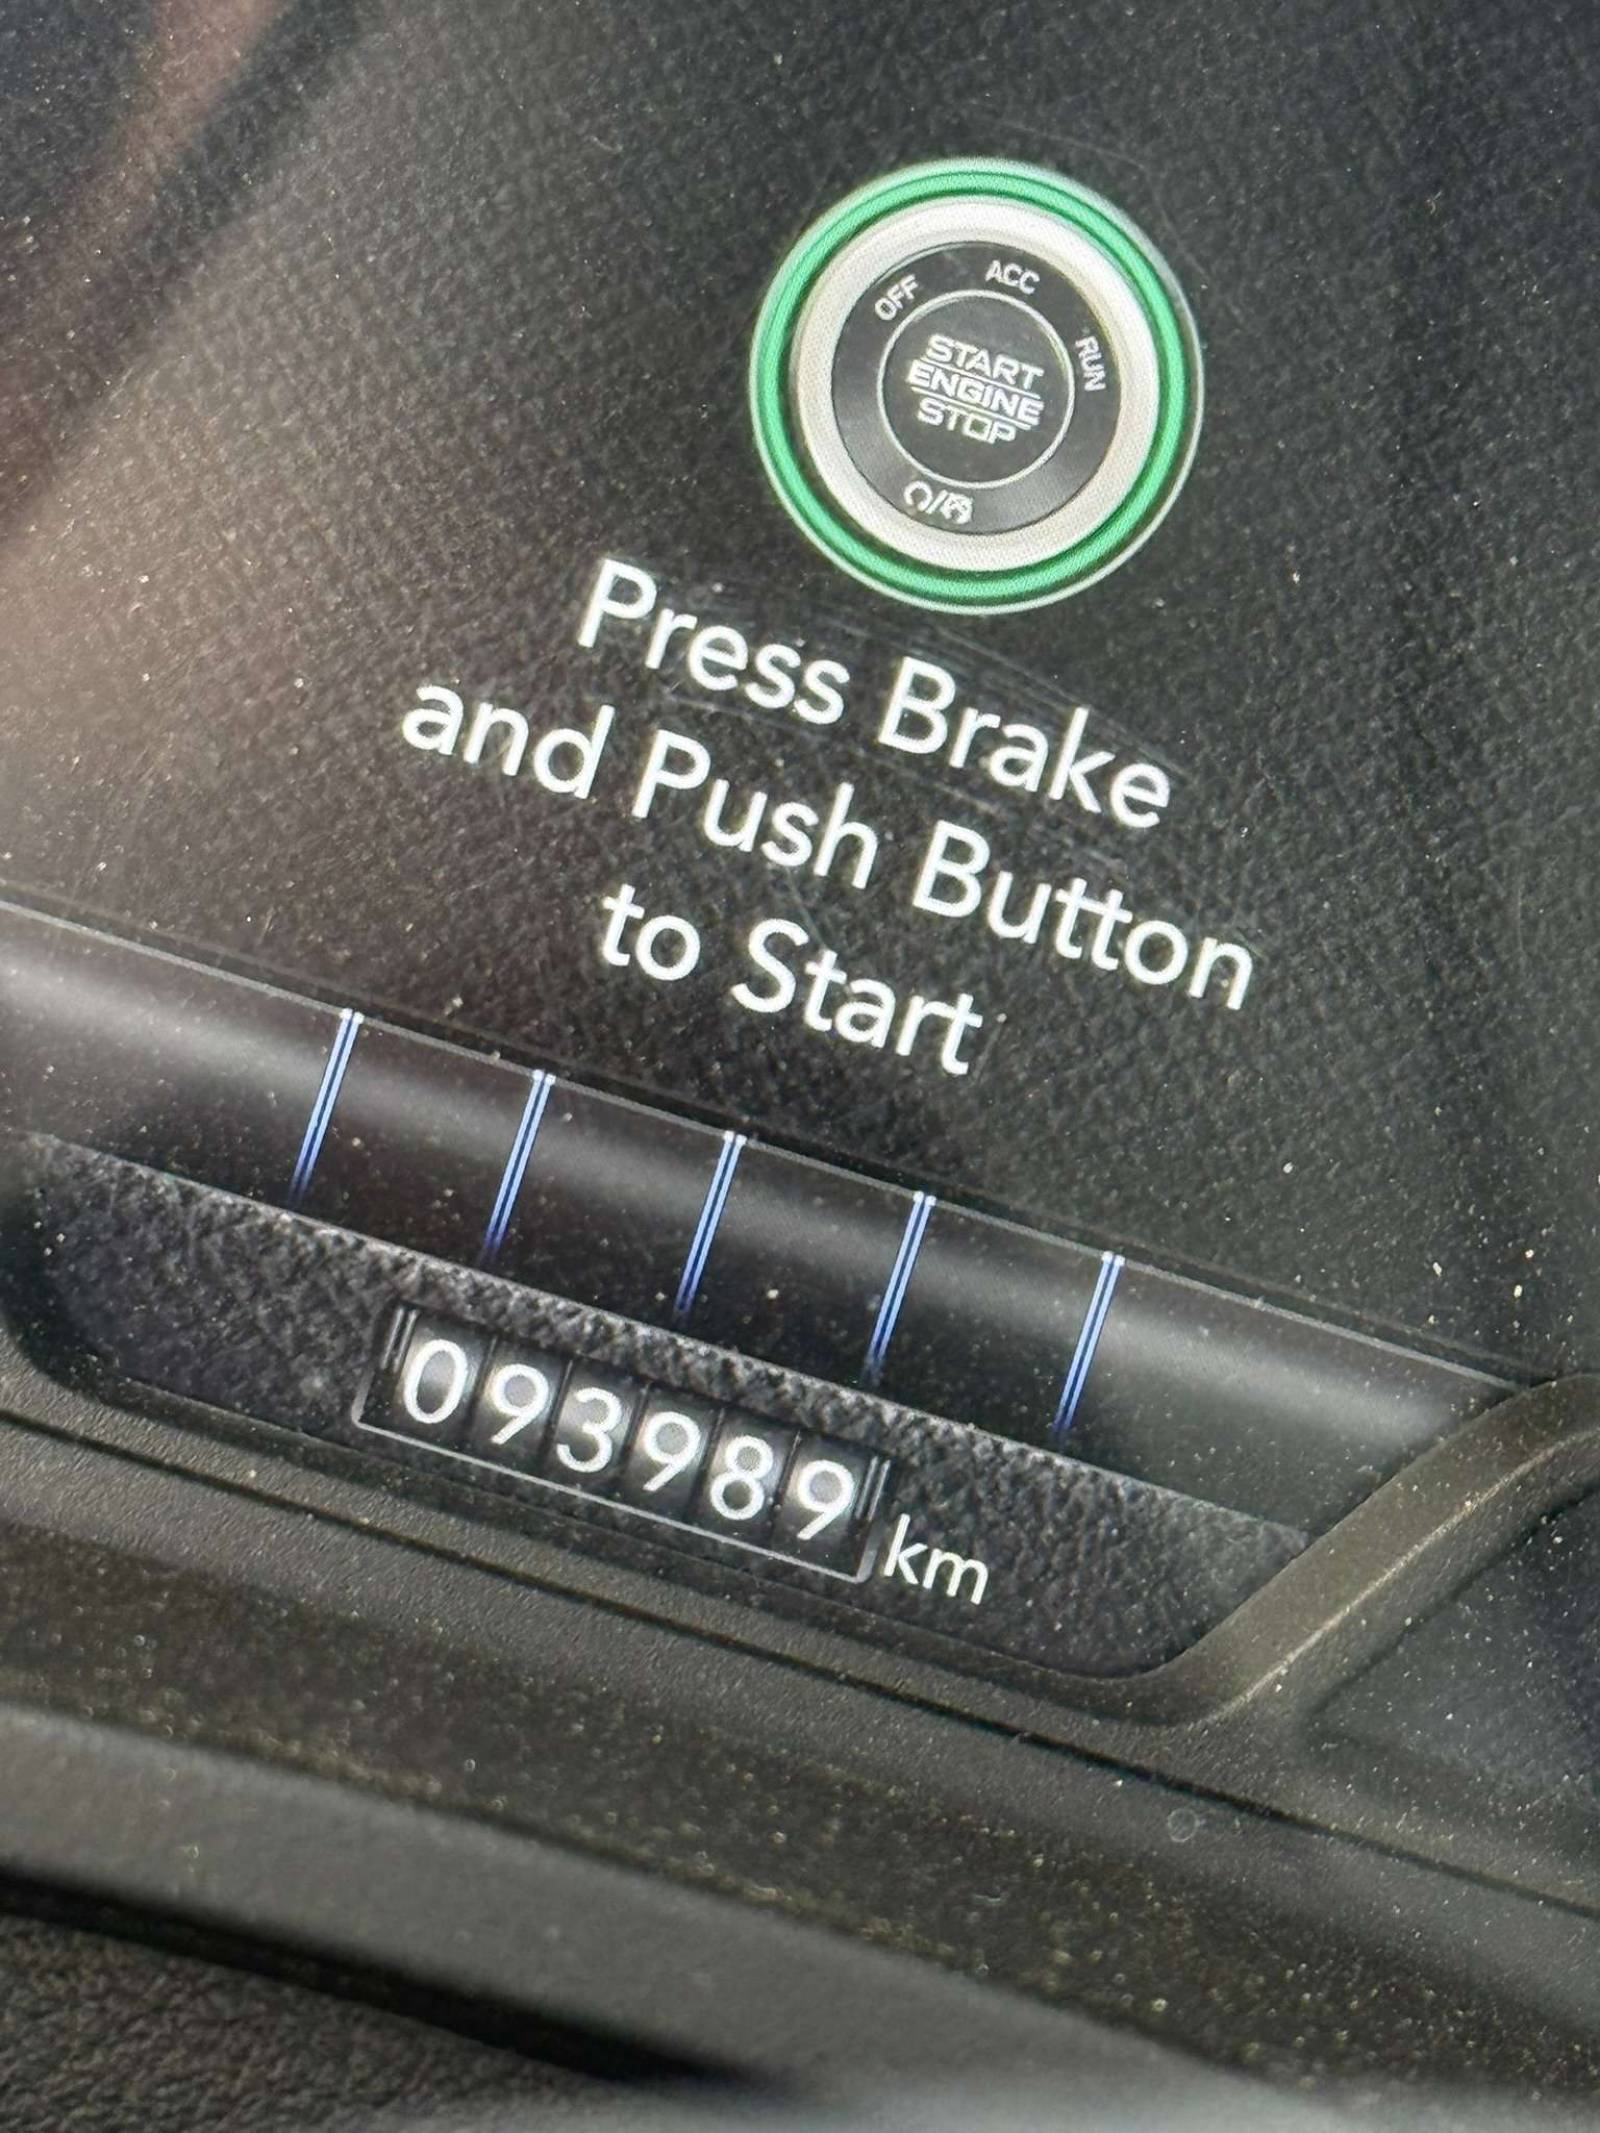 OFF ACC RUN
START
ENGINE
STOP
Press Brake
and Push Button
to Start
093989 km